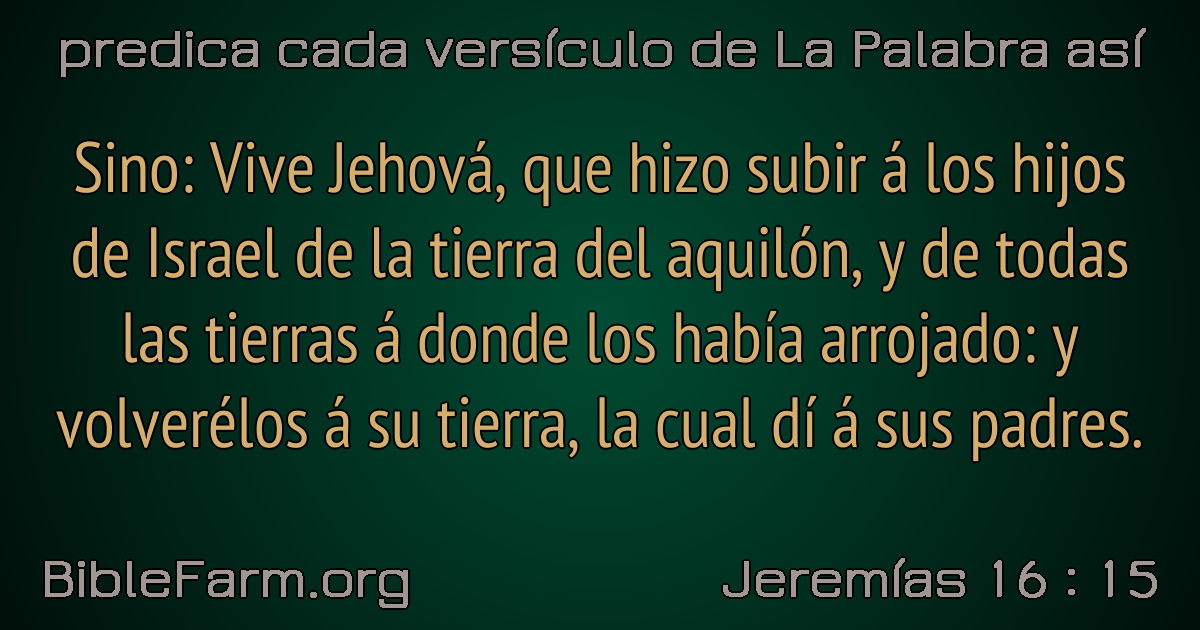 predica cada versículo de La Palabra así
Sino: Vive Jehová, que hizo subir á los hijos
de Israel de la tierra del aquilón, y de todas
las tierras á donde los había arrojado: y
volverélos á su tierra, la cual dí á sus padres.
BibleFarm.org
Jeremías 16 : 15